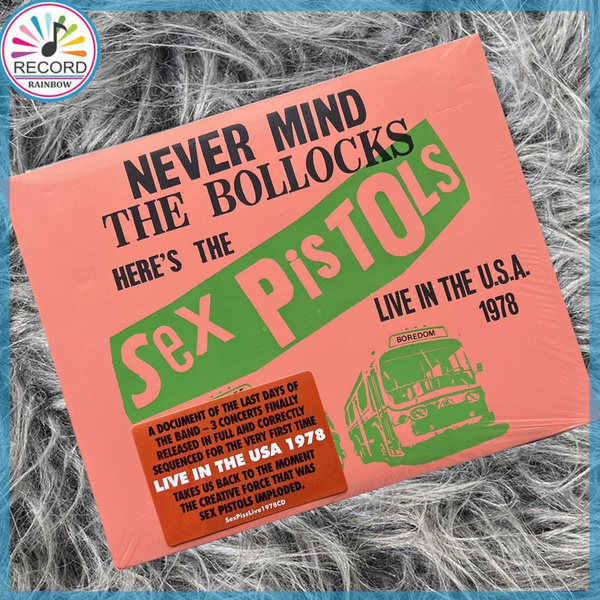 RECORD
RAINBOW
NEVER MIND
THE BOLLOCKS
HERE'S THE
Sex PisTOLs
LIVE IN THE U.S.A.
1978
BOREDOM
A DOCUMENT OF THE LAST DAYS OF
THE BAND – 3 CONCERTS FINALLY
RELEASED IN FULL AND CORRECTLY
SEQUENCED FOR THE VERY FIRST TIME
LIVE IN THE USA 1978
TAKES US BACK TO THE MOMENT
THE CREATIVE FORCE THAT WAS
SEX PISTOLS IMPLODED.
SexPissLive1978CD